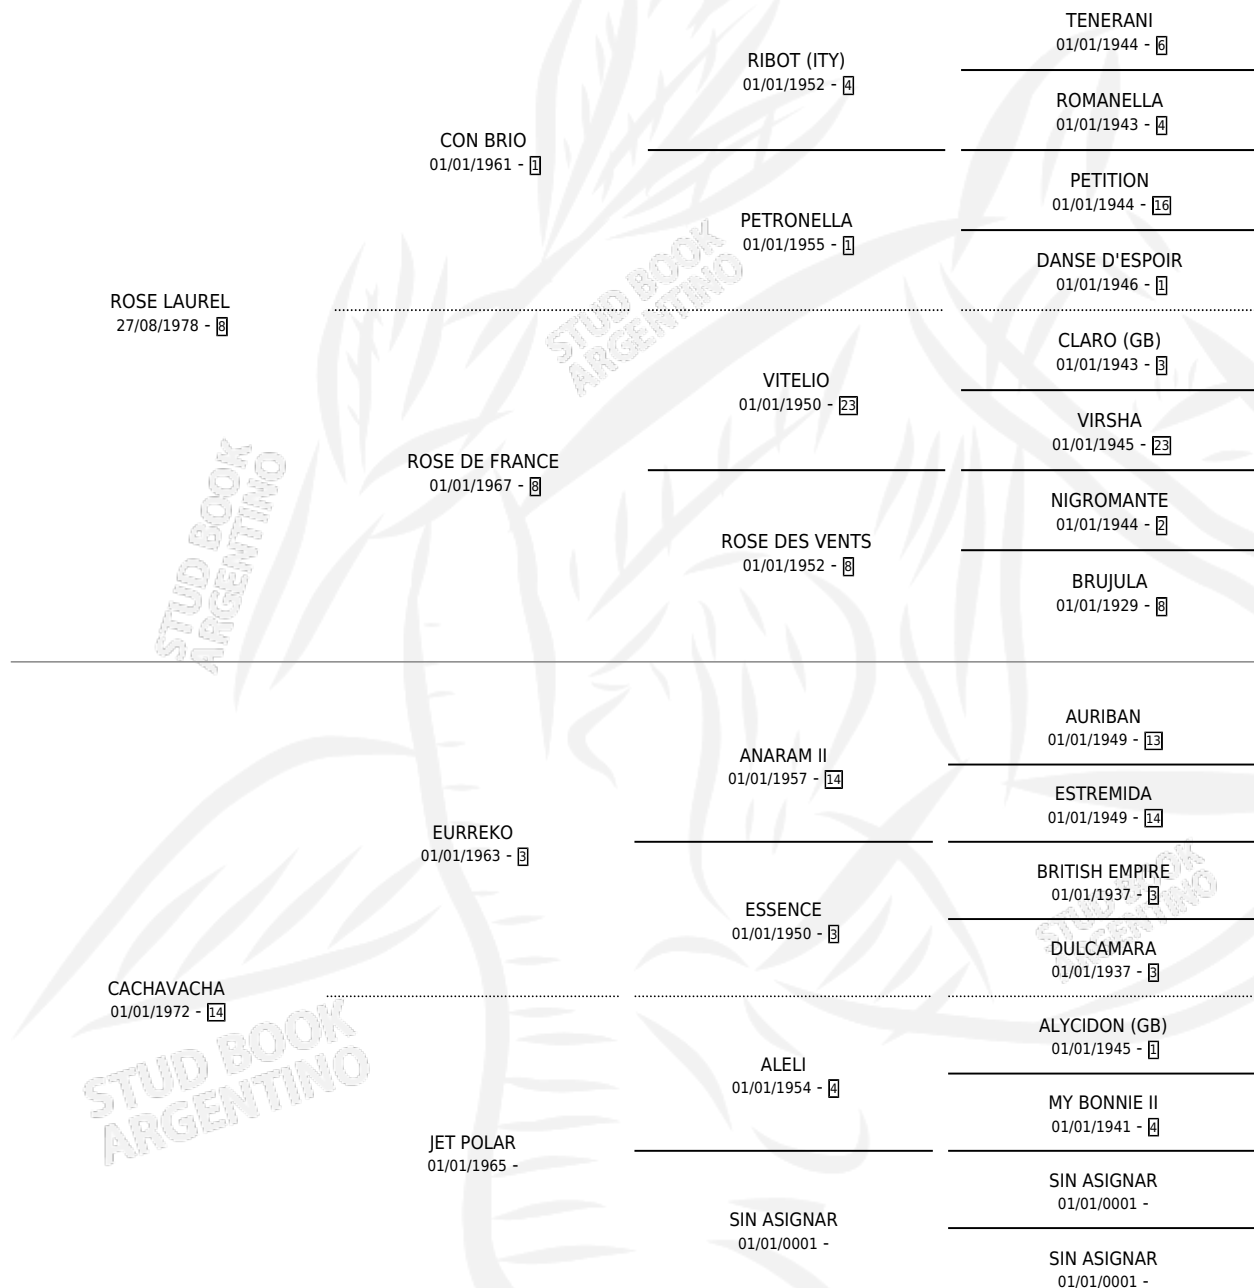 TENERANI
01/01/1944 - 6
RIBOT (ITY)
01/01/1952 - 4
ROMANELLA
01/01/1943 - 4
CON BRIO
01/01/1961 - 1
PETITION
01/01/1944 - 16
PETRONELLA
01/01/1955 - 1
DANSE D'ESPOIR
01/01/1946 - 1
ROSE LAUREL
27/08/1978 - 8
CLARO (GB)
01/01/1943 - 3
VITELIO
01/01/1950 - 23
VIRSHA
01/01/1945 - 23
ROSE DE FRANCE
01/01/1967 - 8
NIGROMANTE
01/01/1944 - 2
ROSE DES VENTS
01/01/1952 - 8
BRUJULA
01/01/1929 - 8
STUD BOOK
ARGENTINO
STUD BOOK
ARGENTINO
AURIBAN
01/01/1949 - 13
ANARAM II
01/01/1957 - 14
ESTREMIDA
01/01/1949 - 14
EURREKO
01/01/1963 - 3
BRITISH EMPIRE
01/01/1937 - 3
ESSENCE
01/01/1950 - 3
DULCAMARA
01/01/1937 - 3
STUD BOOK
ARGENTINO
CACHAVACHA
01/01/1972 - 14
ALYCIDON (GB)
01/01/1945 - 1
ALELI
01/01/1954 - 4
MY BONNIE II
01/01/1941 - 4
JET POLAR
01/01/1965 -
SIN ASIGNAR
01/01/0001 -
SIN ASIGNAR
01/01/0001 -
SIN ASIGNAR
01/01/0001 -
STUD BOOK
ARGENTINO